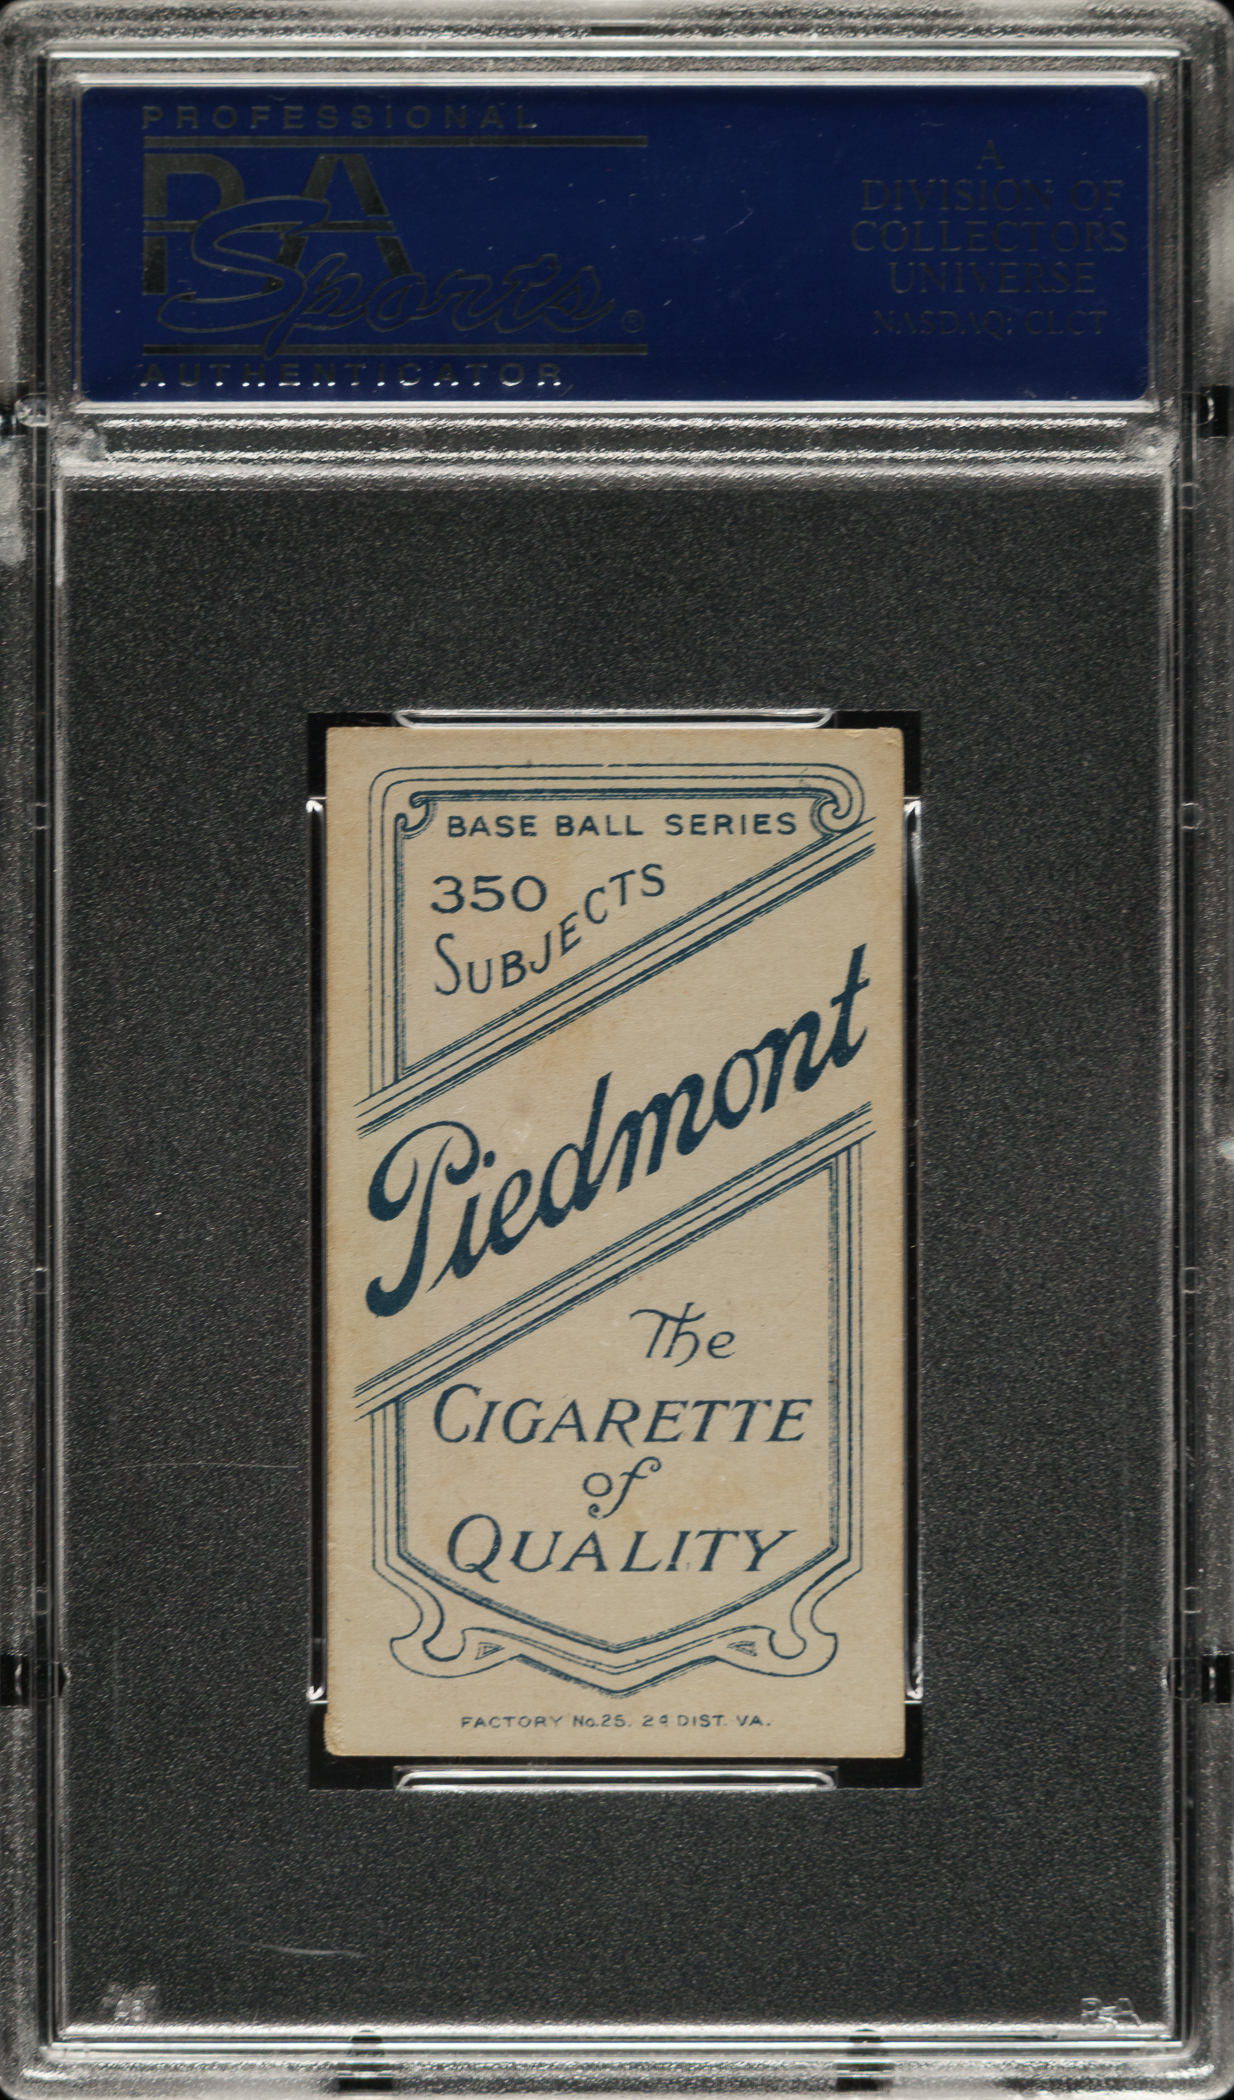 PROFESSIONAL
PSA
Sports®
AUTHENTICATOR
A
DIVISION OF
COLLECTORS
UNIVERSE
NASDAQ: CLCT
BASE BALL SERIES
350
SUBJECTS
Piedmont
The
CIGARETTE
of
QUALITY
FACTORY No.25. 2d DIST. VA.
PSA